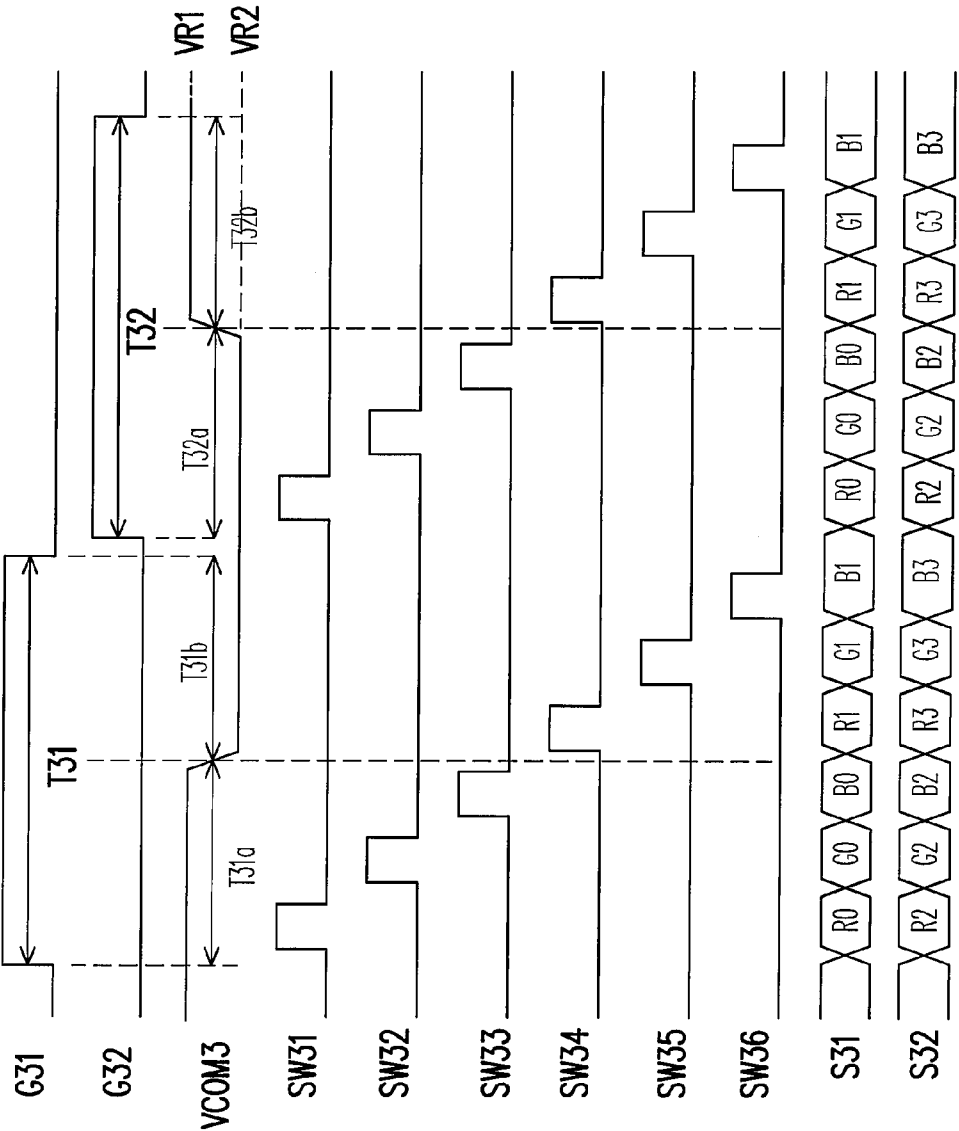 G31
T31
G32
T32
VCOM3
T31a
T31b
T32a
T32b
VR1
VR2
SW31
SW32
SW33
SW34
SW35
SW36
S31
R0 G0 B0 R1 G1 B1 R0 G0 B0 R1 G1 B1
S32
R2 G2 B2 R3 G3 B3 R2 G2 B2 R3 G3 B3